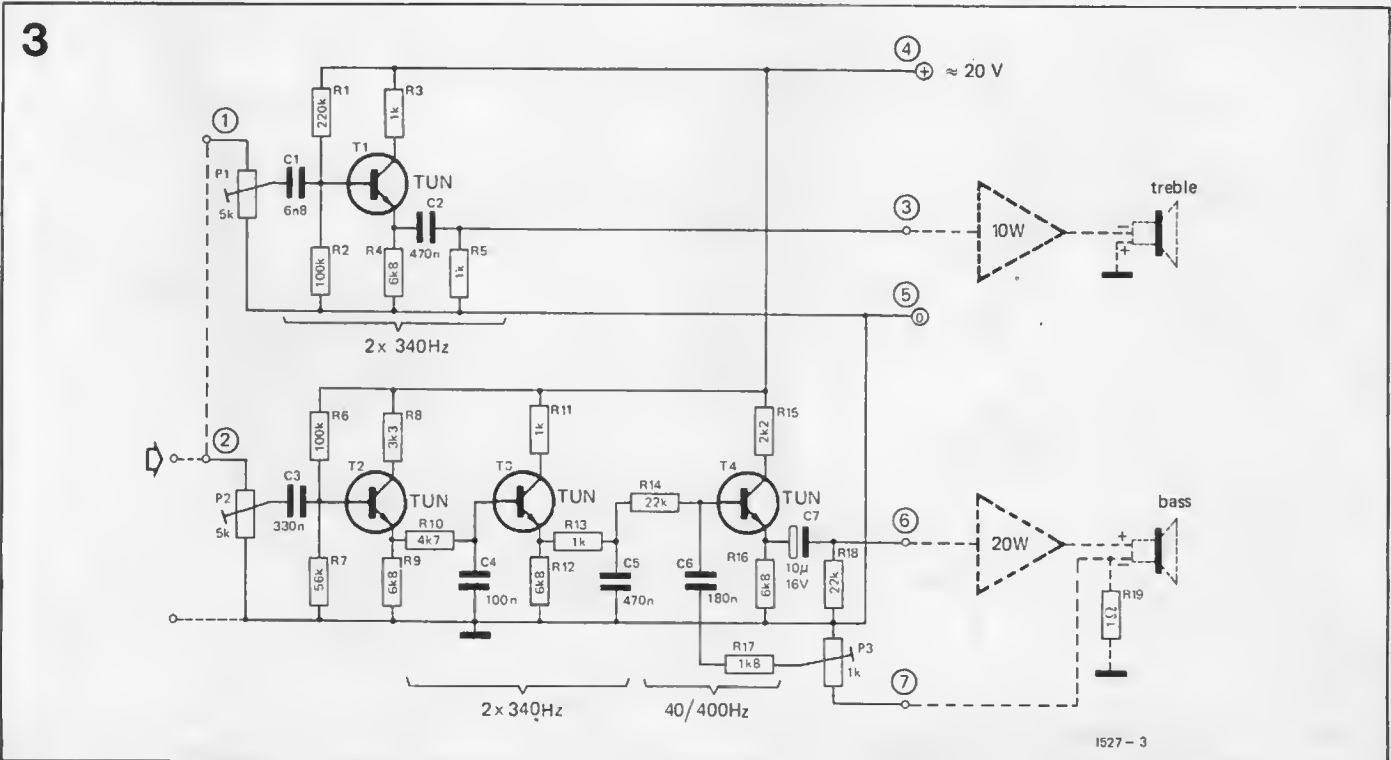 3
④
≈ 20 V
①
R1
220k
R3
1k
P1
5k
C1
6n8
T1
TUN
C2
470n
R2
100k
R4
6k8
R5
1k
③
10W
treble
−
+
⑤
0
2x 340Hz
②
R6
100k
R8
3k3
R11
1k
R15
2k2
P2
5k
C3
330n
T2
TUN
R10
4k7
TUN
R13
1k
R14
22k
T4
TUN
C7
10µ
16V
⑥
20W
bass
+
−
R7
56k
R9
6k8
C4
100n
R12
6k8
C5
470n
C6
180n
R16
6k8
R18
22k
R19
1Ω
R17
1k8
P3
1k
⑦
2x 340Hz
40/400Hz
1527 – 3